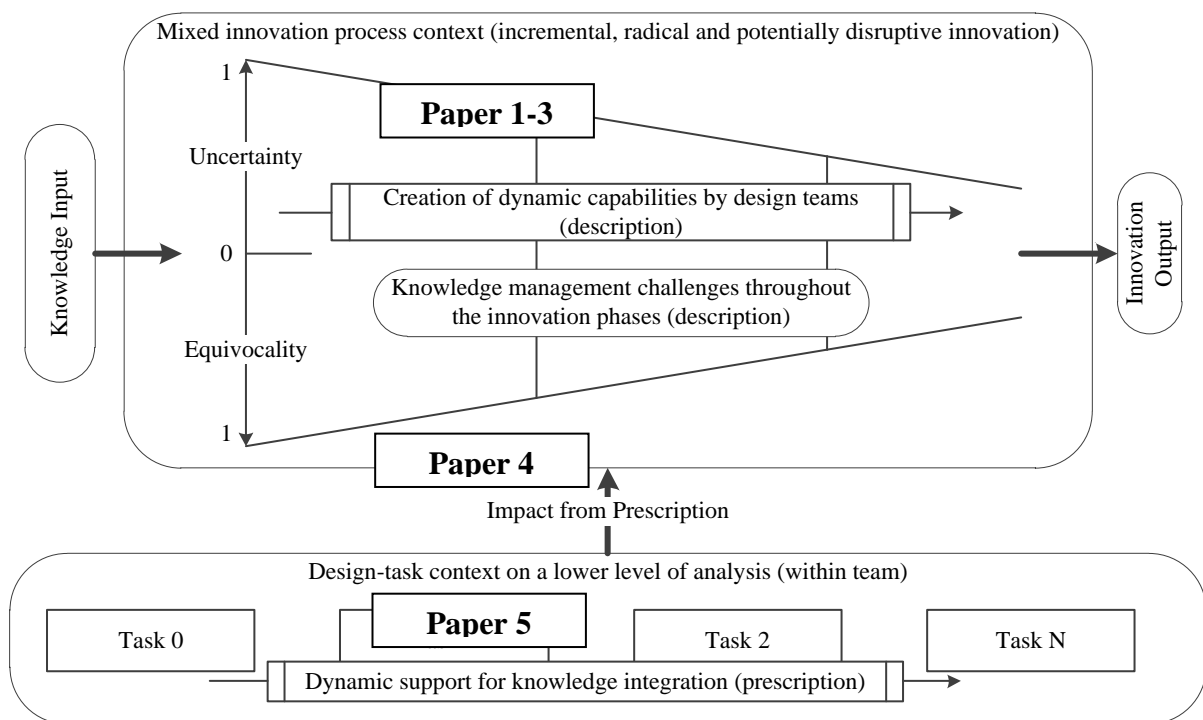 Mixed innovation process context (incremental, radical and potentially disruptive innovation)
1
Paper 1-3
Uncertainty
Knowledge Input
Creation of dynamic capabilities by design teams
(description)
0
Innovation
Output
Knowledge management challenges throughout
the innovation phases (description)
Equivocality
1
Paper 4
Impact from Prescription
Design-task context on a lower level of analysis (within team)
Task 0
Paper 5
Task 2
Task N
Dynamic support for knowledge integration (prescription)